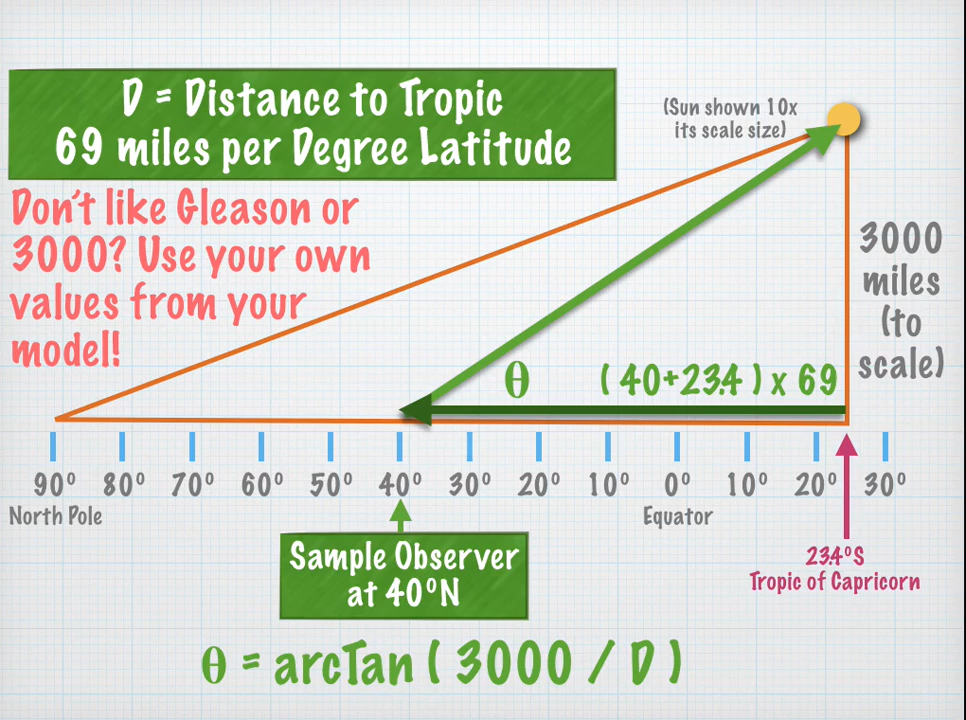 D = Distance to Tropic
69 miles per Degree Latitude
(Sun shown 10x
its scale size)
Don't like Gleason or
3000? Use your own
values from your
model!
3000
miles
(to
scale)
θ
( 40+23.4 ) x 69
90° 80° 70° 60° 50° 40° 30° 20° 10° 0° 10° 20° 30°
North Pole
Equator
Sample Observer
at 40°N
23.4°S
Tropic of Capricorn
θ = arcTan ( 3000 / D )